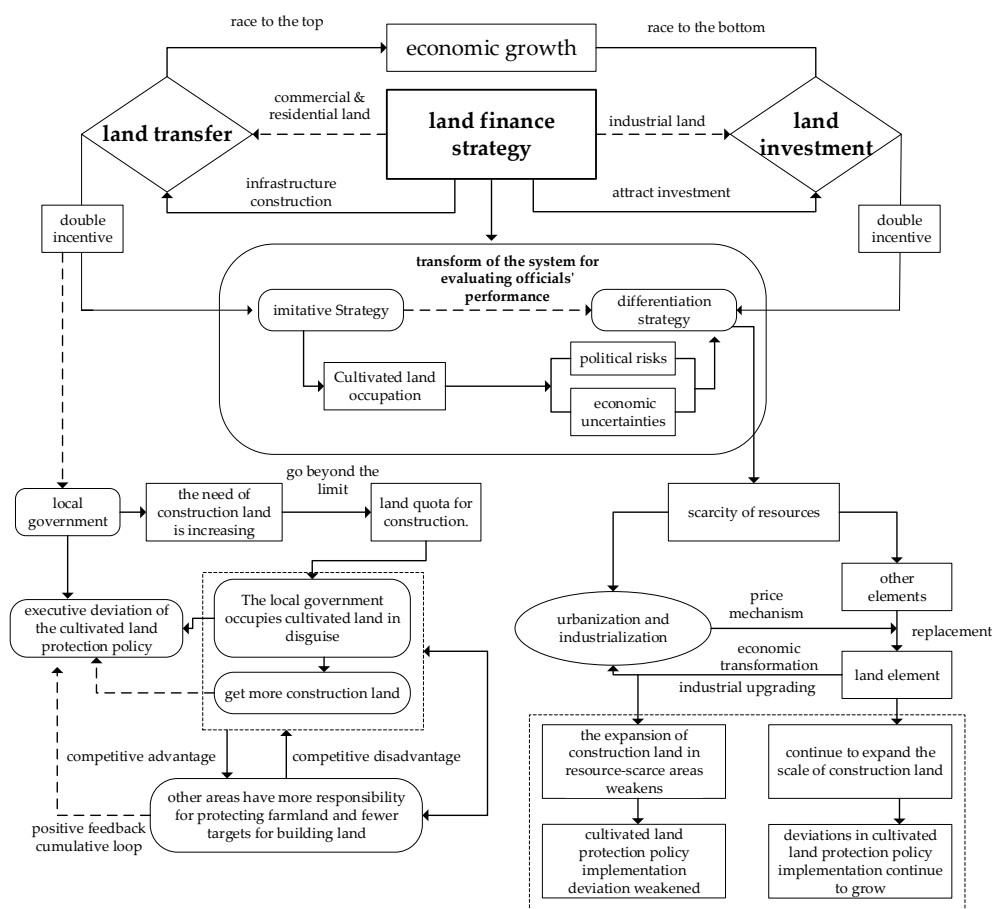 race to the top
economic growth
race to the bottom
commercial &
residential land
land transfer
land finance
strategy
industrial land
land
investment
infrastructure
construction
attract investment
double
incentive
double
incentive
transform of the system for
evaluating officials'
performance
imitative Strategy
differentiation
strategy
political risks
Cultivated land
occupation
economic
uncertainties
go beyond the
limit
local
government
the need of
construction land
is increasing
land quota for
construction.
scarcity of resources
other
elements
executive deviation of
the cultivated land
protection policy
The local government
occupies cultivated land in
disguise
get more construction land
urbanization and
industrialization
price
mechanism
replacement
economic
transformation
industrial upgrading
land element
competitive advantage
competitive disadvantage
the expansion of
construction land in
resource-scarce areas
weakens
continue to expand the
scale of construction land
other areas have more responsibility
for protecting farmland and fewer
targets for building land
positive feedback
cumulative loop
cultivated land
protection policy
implementation
deviation weakened
deviations in cultivated
land protection policy
implementation continue
to grow